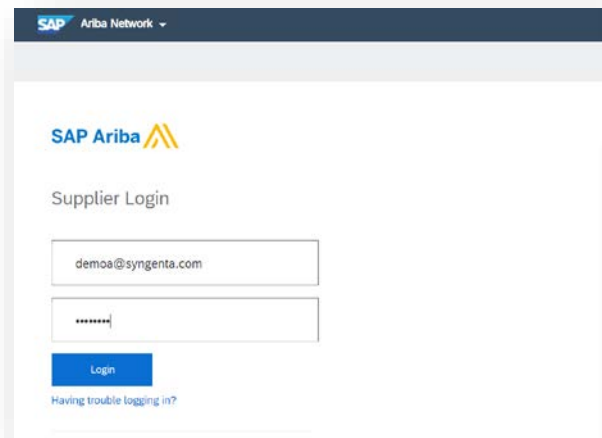 SAP Ariba Network
SAP Ariba
Supplier Login
demoa@syngenta.com
••••••••
Login
Having trouble logging in?